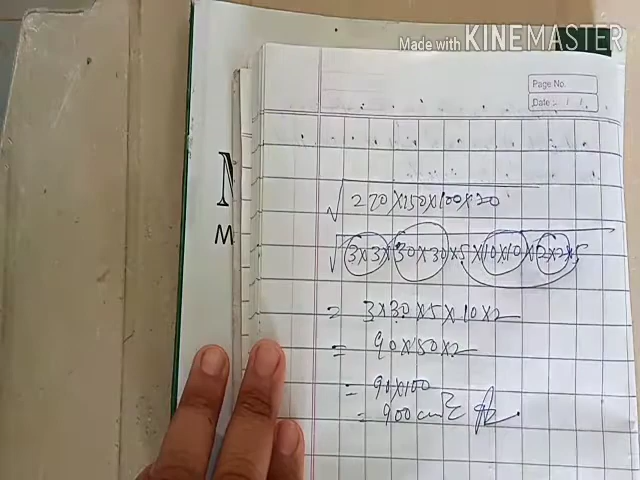 Made with KINEMASTER
Page No.
Date : / /
N
M
√270×150×100×20
√3×3×30×30×5×10×10×2×2×5
= 3×30×5×10×2
= 90×50×2
= 90×100
= 900 cm²